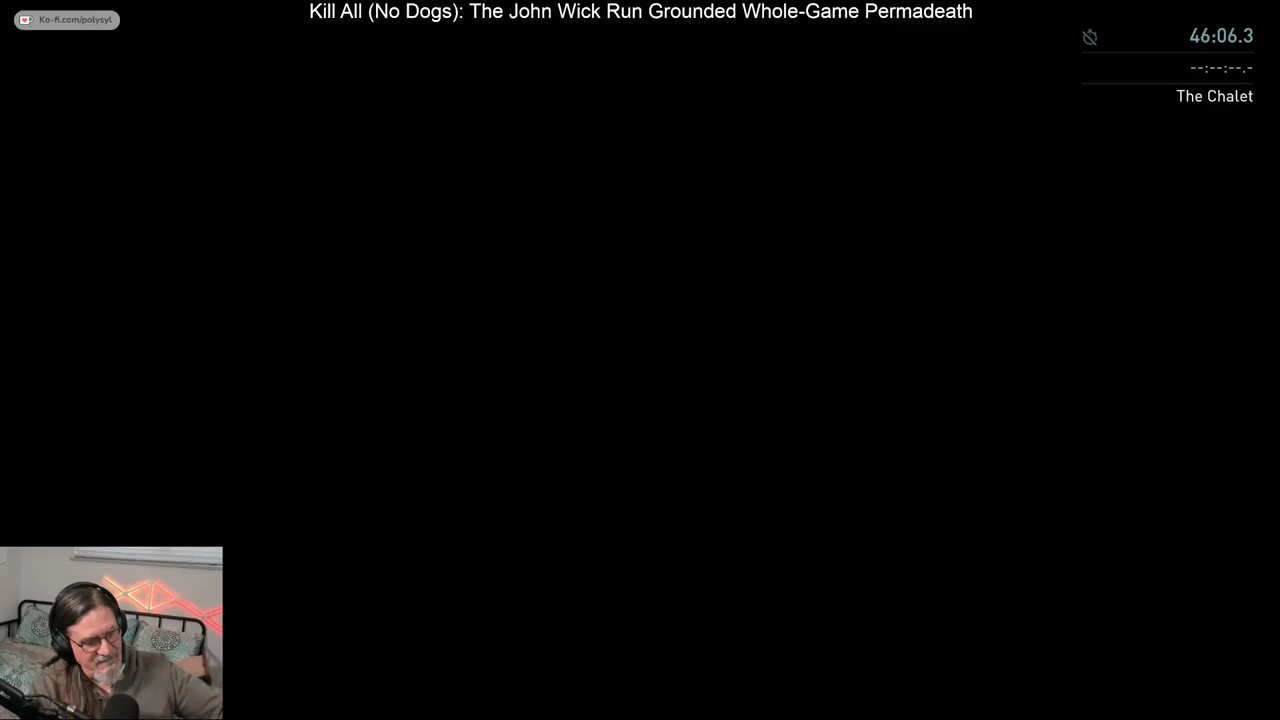 Ko-fi.com/polysyl
Kill All (No Dogs): The John Wick Run Grounded Whole-Game Permadeath
46:06.3
--:--:--.-
The Chalet